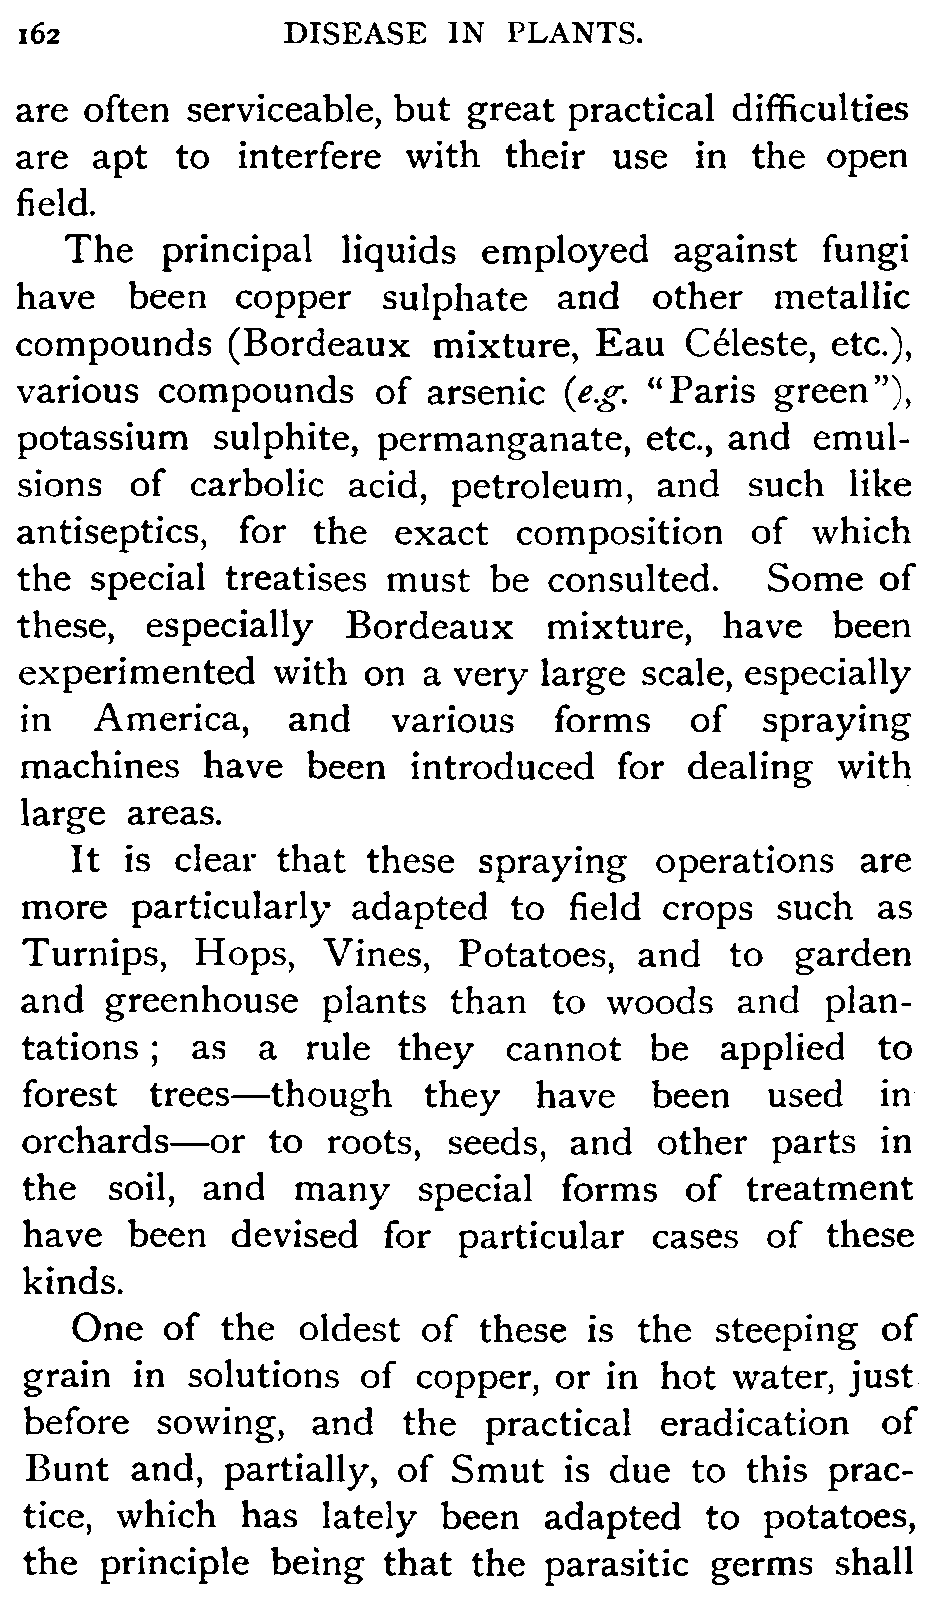 162 DISEASE IN PLANTS.
are often serviceable, but great practical difficulties
are apt to interfere with their use in the open
field.
The principal liquids employed against fungi
have been copper sulphate and other metallic
compounds (Bordeaux mixture, Eau Céleste, etc.),
various compounds of arsenic (e.g. “Paris green”),
potassium sulphite, permanganate, etc., and emul-
sions of carbolic acid, petroleum, and such like
antiseptics, for the exact composition of which
the special treatises must be consulted. Some of
these, especially Bordeaux mixture, have been
experimented with on a very large scale, especially
in America, and various forms of spraying
machines have been introduced for dealing with
large areas.
It is clear that these spraying operations are
more particularly adapted to field crops such as
Turnips, Hops, Vines, Potatoes, and to garden
and greenhouse plants than to woods and plan-
tations ; as a rule they cannot be applied to
forest trees—though they have been used in
orchards—or to roots, seeds, and other parts in
the soil, and many special forms of treatment
have been devised for particular cases of these
kinds.
One of the oldest of these is the steeping of
grain in solutions of copper, or in hot water, just
before sowing, and the practical eradication of
Bunt and, partially, of Smut is due to this prac-
tice, which has lately been adapted to potatoes,
the principle being that the parasitic germs shall